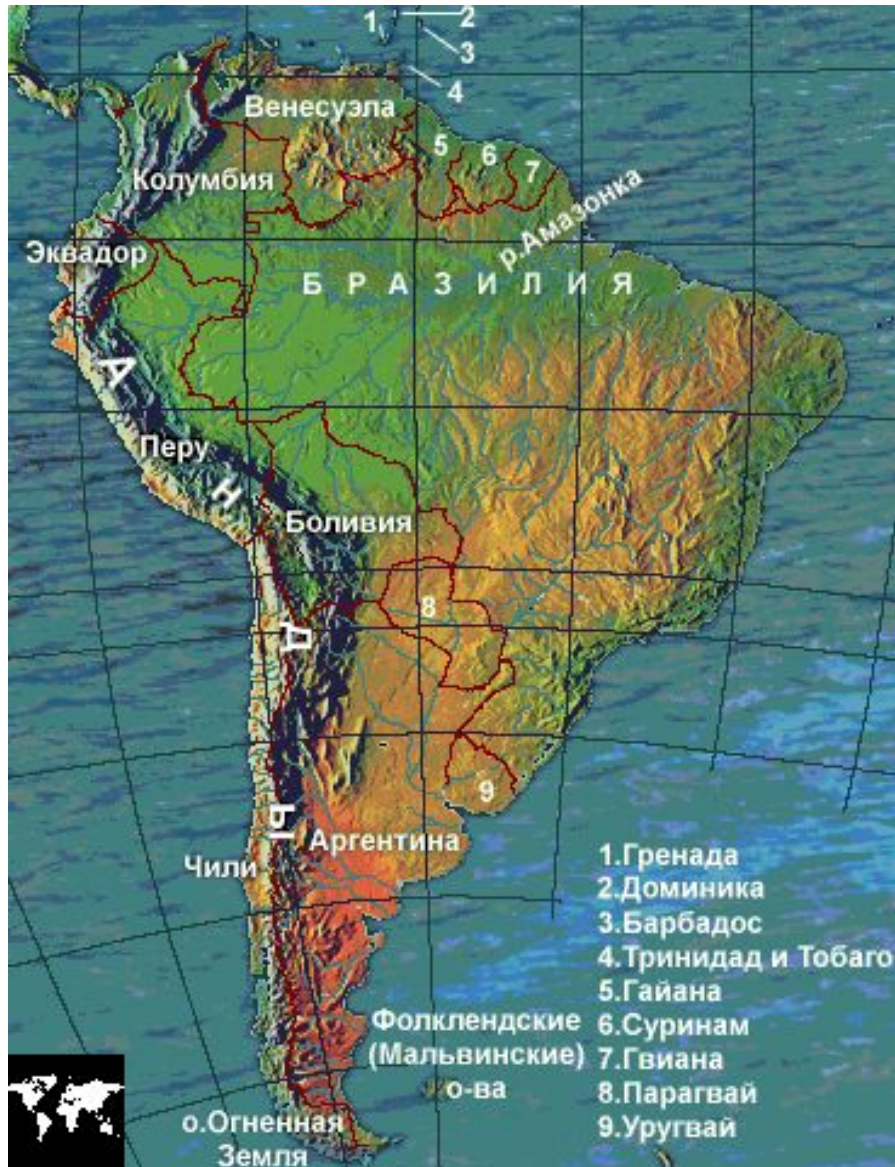 1
2
3
4
Венесуэла
5
6
7
Колумбия
р.Амазонка
Эквадор
БРАЗИЛИЯ
АНДЫ
Перу
Боливия
8
9
Аргентина
Чили
1.Гренада
2.Доминика
3.Барбадос
4.Тринидад и Тобаго
5.Гайана
6.Суринам
7.Гвиана
8.Парагвай
9.Уругвай
Фолклендские
(Мальвинские)
о-ва
о.Огненная
Земля